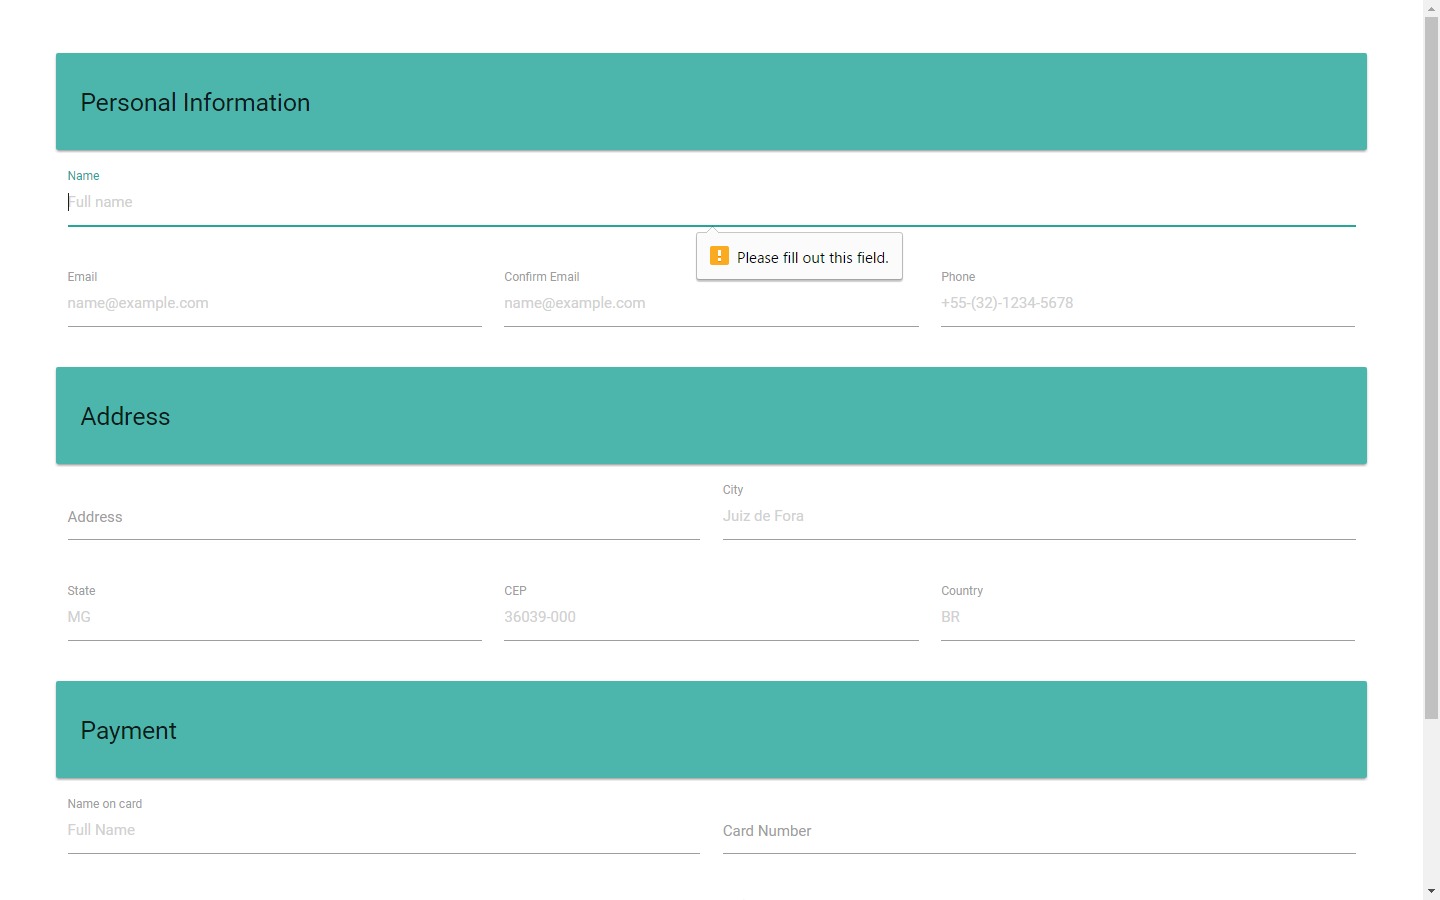 Personal Information
Name
Full name
Please fill out this field.
Email
name@example.com
Confirm Email
name@example.com
Phone
+55-(32)-1234-5678
Address
Address
City
Juiz de Fora
State
MG
CEP
36039-000
Country
BR
Payment
Name on card
Full Name
Card Number